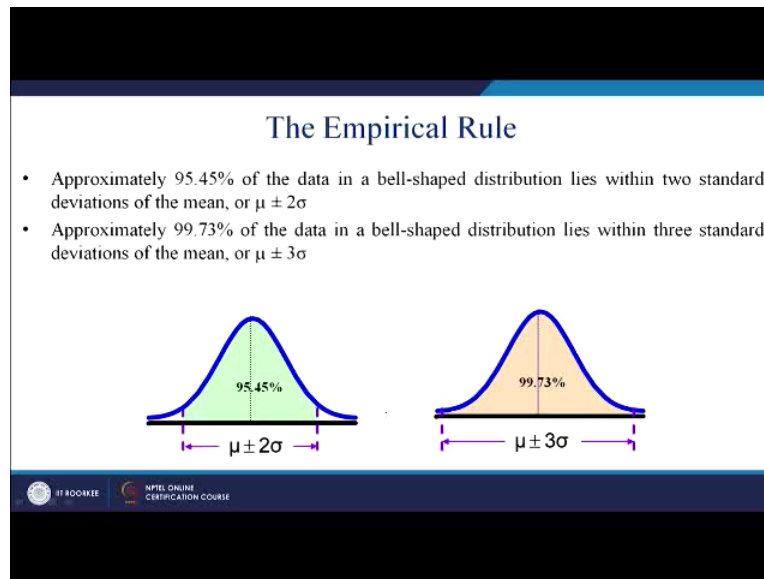 The Empirical Rule
• Approximately 95.45% of the data in a bell-shaped distribution lies within two standard
deviations of the mean, or μ ± 2σ
• Approximately 99.73% of the data in a bell-shaped distribution lies within three standard
deviations of the mean, or μ ± 3σ
95.45%
99.73%
μ ± 2σ
μ ± 3σ
IIT ROORKEE
NPTEL ONLINE
CERTIFICATION COURSE